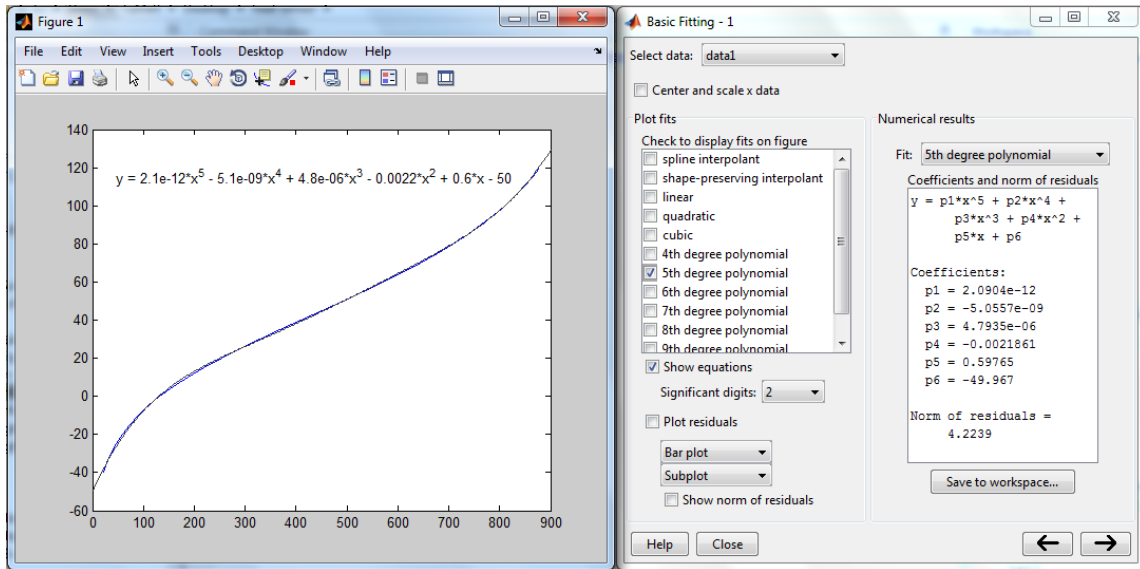 Figure 1
File Edit View Insert Tools Desktop Window Help
140
120
100
80
60
40
20
0
-20
-40
-60
y = 2.1e-12*x^5 - 5.1e-09*x^4 + 4.8e-06*x^3 - 0.0022*x^2 + 0.6*x - 50
0 100 200 300 400 500 600 700 800 900
Basic Fitting - 1
Select data: data1
Center and scale x data
Plot fits
Check to display fits on figure
spline interpolant
shape-preserving interpolant
linear
quadratic
cubic
4th degree polynomial
5th degree polynomial
6th degree polynomial
7th degree polynomial
8th degree polynomial
9th degree polynomial
Show equations
Significant digits: 2
Plot residuals
Bar plot
Subplot
Show norm of residuals
Numerical results
Fit: 5th degree polynomial
Coefficients and norm of residuals
y = p1*x^5 + p2*x^4 +
p3*x^3 + p4*x^2 +
p5*x + p6
Coefficients:
p1 = 2.0904e-12
p2 = -5.0557e-09
p3 = 4.7935e-06
p4 = -0.0021861
p5 = 0.59765
p6 = -49.967
Norm of residuals =
4.2239
Save to workspace...
Help Close